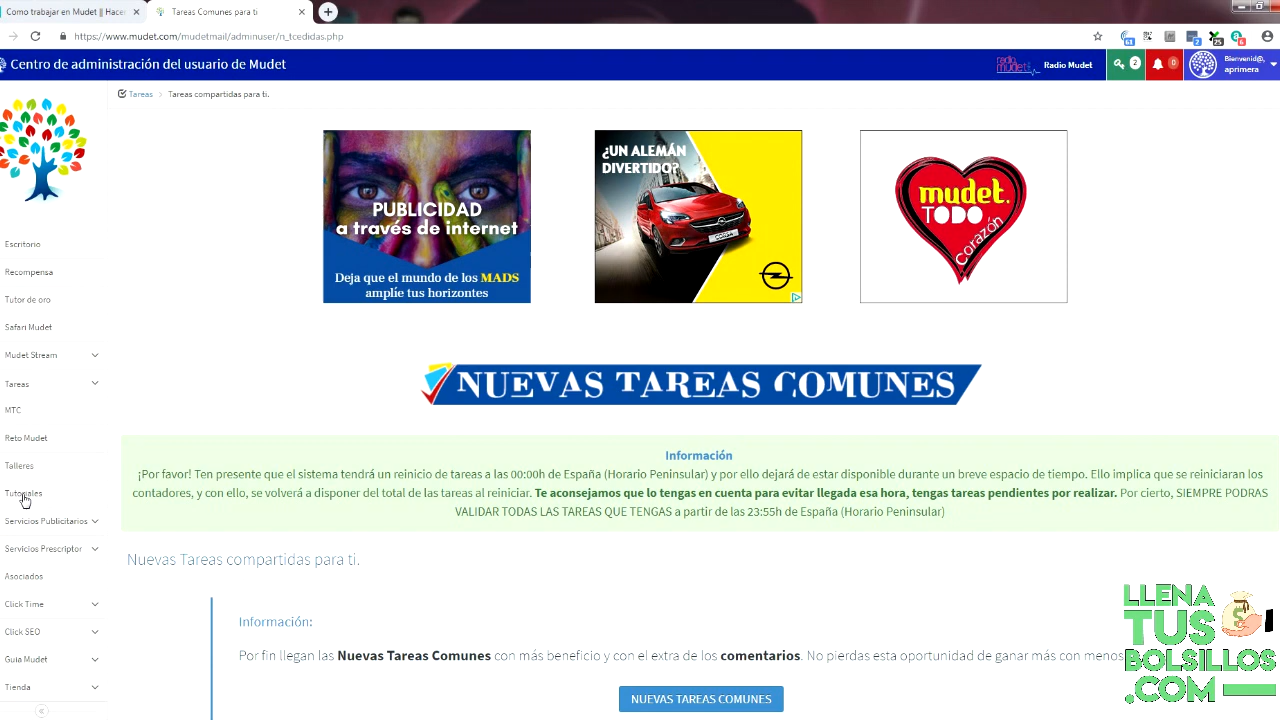 Como trabajar en Mudet || Hacer
Tareas Comunes para ti
https://www.mudet.com/mudetmail/adminuser/n_tcedidas.php
Centro de administración del usuario de Mudet
Radio Mudet
2
0
Bienvenid@,
aprimera
Tareas > Tareas compartidas para ti.
PUBLICIDAD
a través de internet
Deja que el mundo de los MADS
amplíe tus horizontes
¿UN ALEMÁN
DIVERTIDO?
mudet.
TODO
corazón
Escritorio
Recompensa
Tutor de oro
Safari Mudet
Mudet Stream
Tareas
MTC
Reto Mudet
Talleres
Tutoriales
Servicios Publicitarios
Servicios Prescriptor
Asociados
Click Time
Click SEO
Guia Mudet
Tienda
NUEVAS TAREAS COMUNES
Información
¡Por favor! Ten presente que el sistema tendrá un reinicio de tareas a las 00:00h de España (Horario Peninsular) y por ello dejará de estar disponible durante un breve espacio de tiempo. Ello implica que se reiniciaran los
contadores, y con ello, se volverá a disponer del total de las tareas al reiniciar. Te aconsejamos que lo tengas en cuenta para evitar llegada esa hora, tengas tareas pendientes por realizar. Por cierto, SIEMPRE PODRAS
VALIDAR TODAS LAS TAREAS QUE TENGAS a partir de las 23:55h de España (Horario Peninsular)
Nuevas Tareas compartidas para ti.
Información:
Por fin llegan las Nuevas Tareas Comunes con más beneficio y con el extra de los comentarios. No pierdas esta oportunidad de ganar más con menos
NUEVAS TAREAS COMUNES
LLENA
TUS
BOLSILLOS
.COM